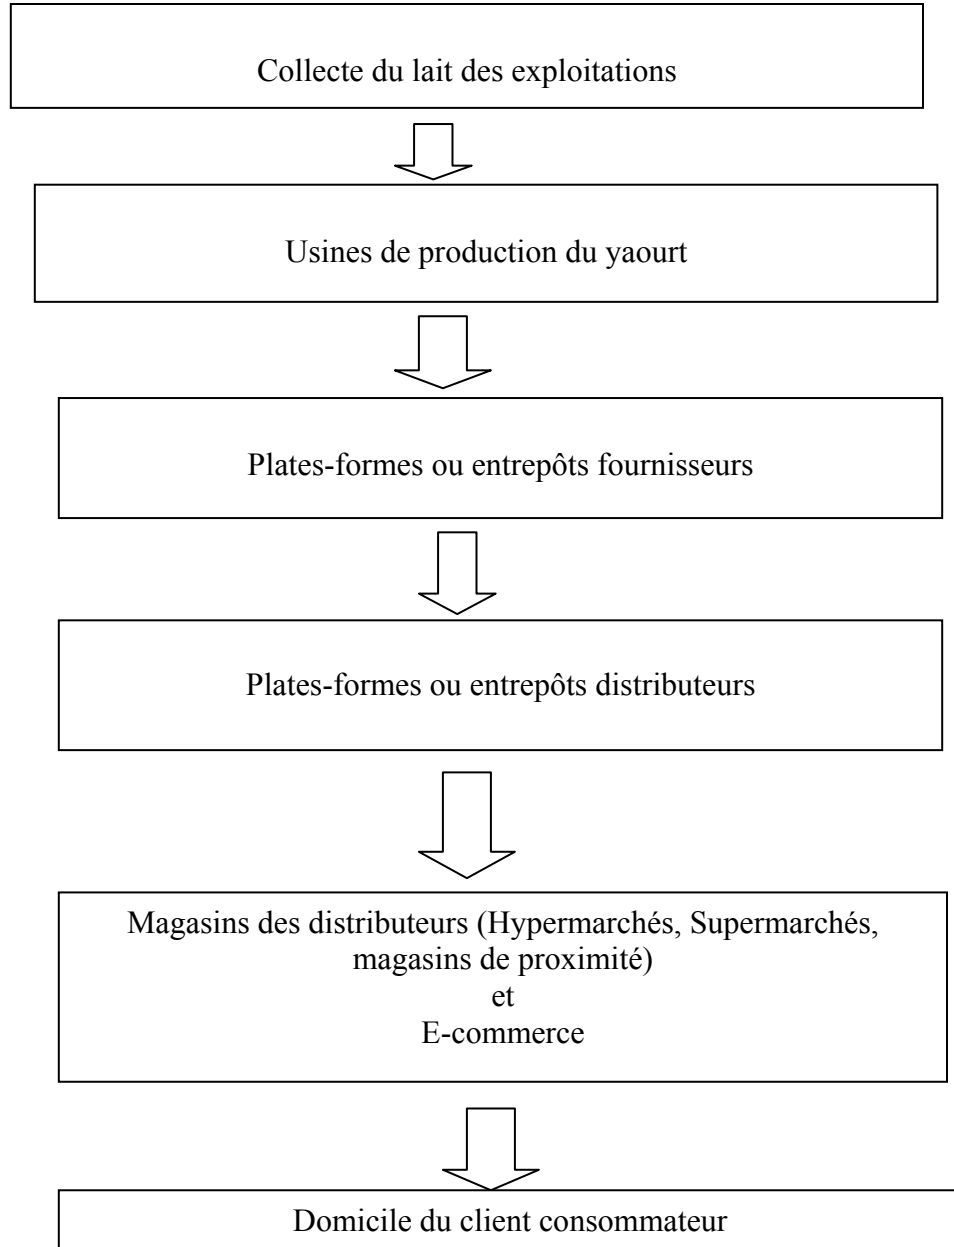 Collecte du lait des exploitations
Usines de production du yaourt
Plates-formes ou entrepôts fournisseurs
Plates-formes ou entrepôts distributeurs
Magasins des distributeurs (Hypermarchés, Supermarchés,
magasins de proximité)
et
E-commerce
Domicile du client consommateur